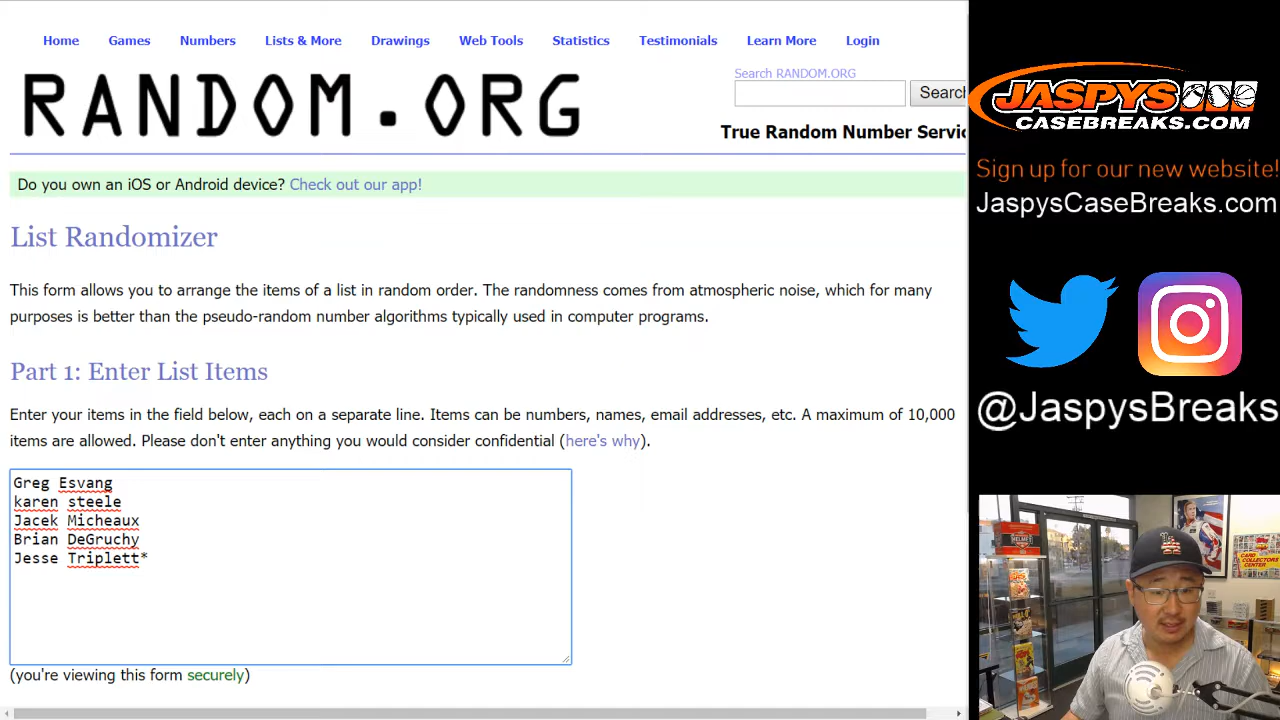 Home Games Numbers Lists & More Drawings Web Tools Statistics Testimonials Learn More Login
Search RANDOM.ORG
RANDOM.ORG
Search
True Random Number Servic
Do you own an iOS or Android device? Check out our app!
List Randomizer
This form allows you to arrange the items of a list in random order. The randomness comes from atmospheric noise, which for many
purposes is better than the pseudo-random number algorithms typically used in computer programs.
Part 1: Enter List Items
Enter your items in the field below, each on a separate line. Items can be numbers, names, email addresses, etc. A maximum of 10,000
items are allowed. Please don't enter anything you would consider confidential (here's why).
Greg Esvang
karen steele
Jacek Micheaux
Brian DeGruchy
Jesse Triplett*
(you're viewing this form securely)
JASPYS
CASEBREAKS.COM
Sign up for our new website!
JaspysCaseBreaks.com
@JaspysBreaks
CARD
COLLECTORS
CENTER